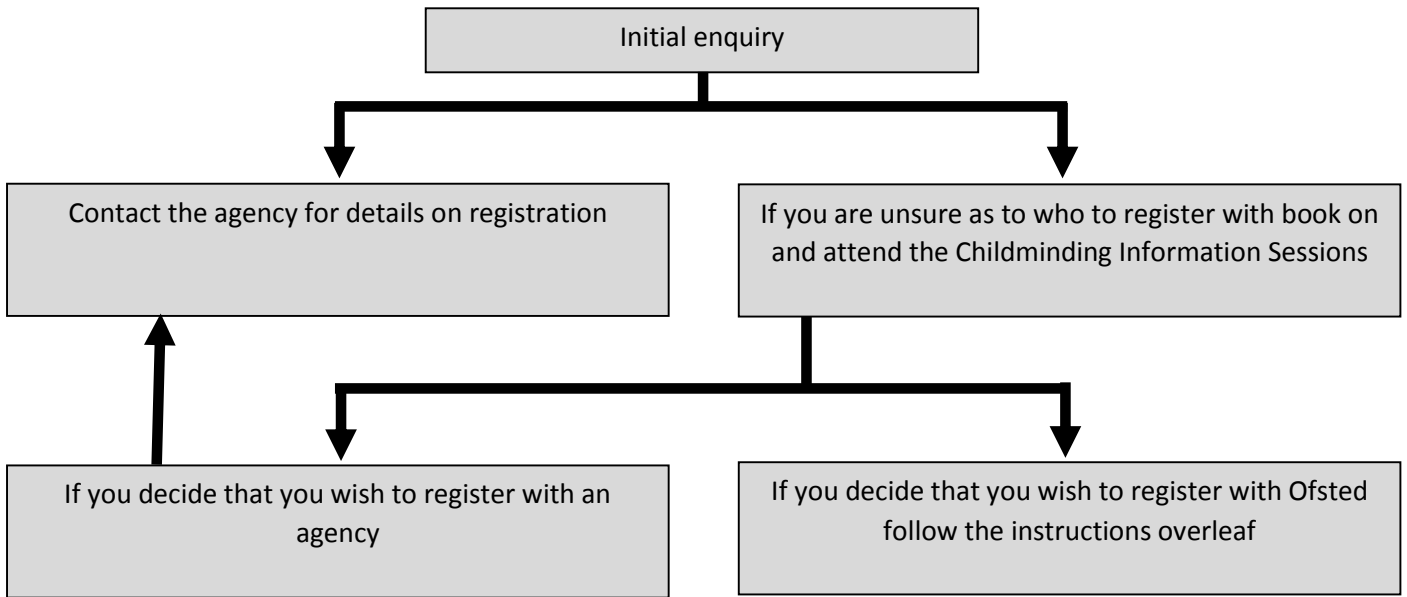 Initial enquiry
Contact the agency for details on registration
If you are unsure as to who to register with book on
and attend the Childminding Information Sessions
If you decide that you wish to register with an
agency
If you decide that you wish to register with Ofsted
follow the instructions overleaf